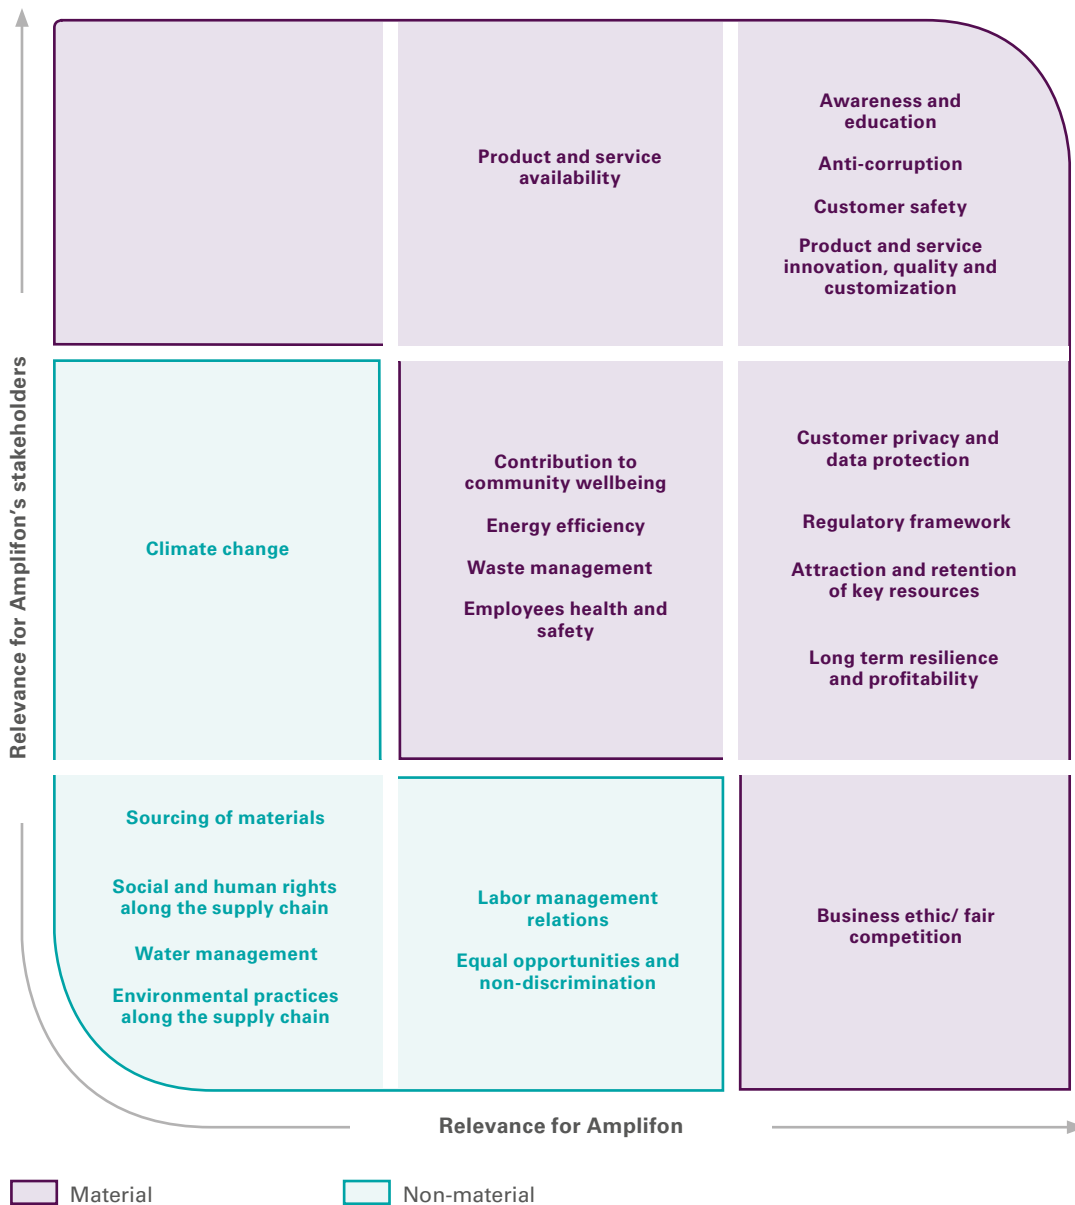 Relevance for Amplifon's stakeholders
Product and service
availability
Awareness and
education
Anti-corruption
Customer safety
Product and service
innovation, quality and
customization
Climate change
Contribution to
community wellbeing
Energy efficiency
Waste management
Employees health and
safety
Customer privacy and
data protection
Regulatory framework
Attraction and retention
of key resources
Long term resilience
and profitability
Sourcing of materials
Social and human rights
along the supply chain
Water management
Environmental practices
along the supply chain
Labor management
relations
Equal opportunities and
non-discrimination
Business ethic/ fair
competition
Relevance for Amplifon
Material
Non-material